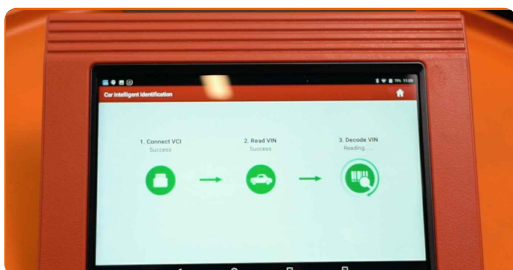 Car Intelligent Identification
1. Connect VCI
Success
2. Read VIN
Success
3. Decode VIN
Reading....